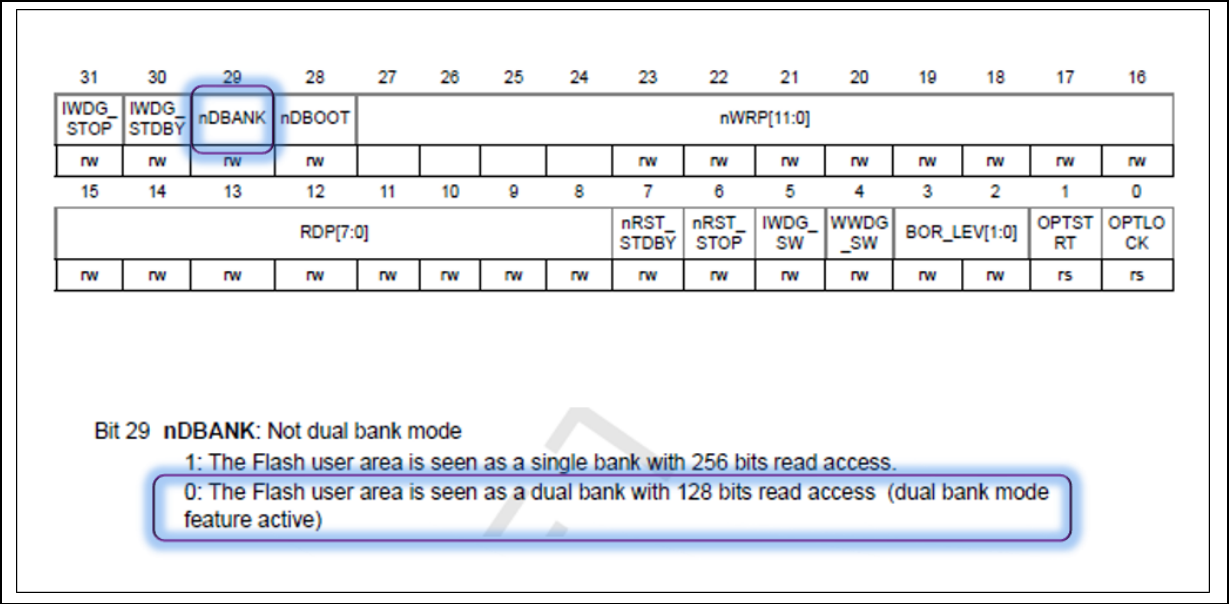 31 30 29 28 27 26 25 24 23 22 21 20 19 18 17 16
IWDG_ STOP IWDG_ STDBY nDBANK nDBOOT nWRP[11:0]
rw rw rw rw rw rw rw rw rw rw rw rw
15 14 13 12 11 10 9 8 7 6 5 4 3 2 1 0
RDP[7:0] nRST_ STDBY nRST_ STOP IWDG_ SW WWDG _SW BOR_LEV[1:0] OPTST RT OPTLO CK
rw rw rw rw rw rw rw rw rw rw rw rw rw rw rs rs
Bit 29 nDBANK: Not dual bank mode
1: The Flash user area is seen as a single bank with 256 bits read access.
0: The Flash user area is seen as a dual bank with 128 bits read access (dual bank mode
feature active)